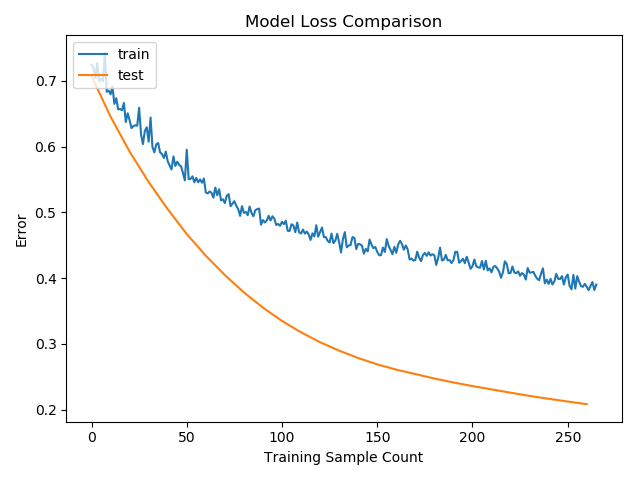 Model Loss Comparison
train
test
Error
0.7
0.6
0.5
0.4
0.3
0.2
0 50 100 150 200 250
Training Sample Count